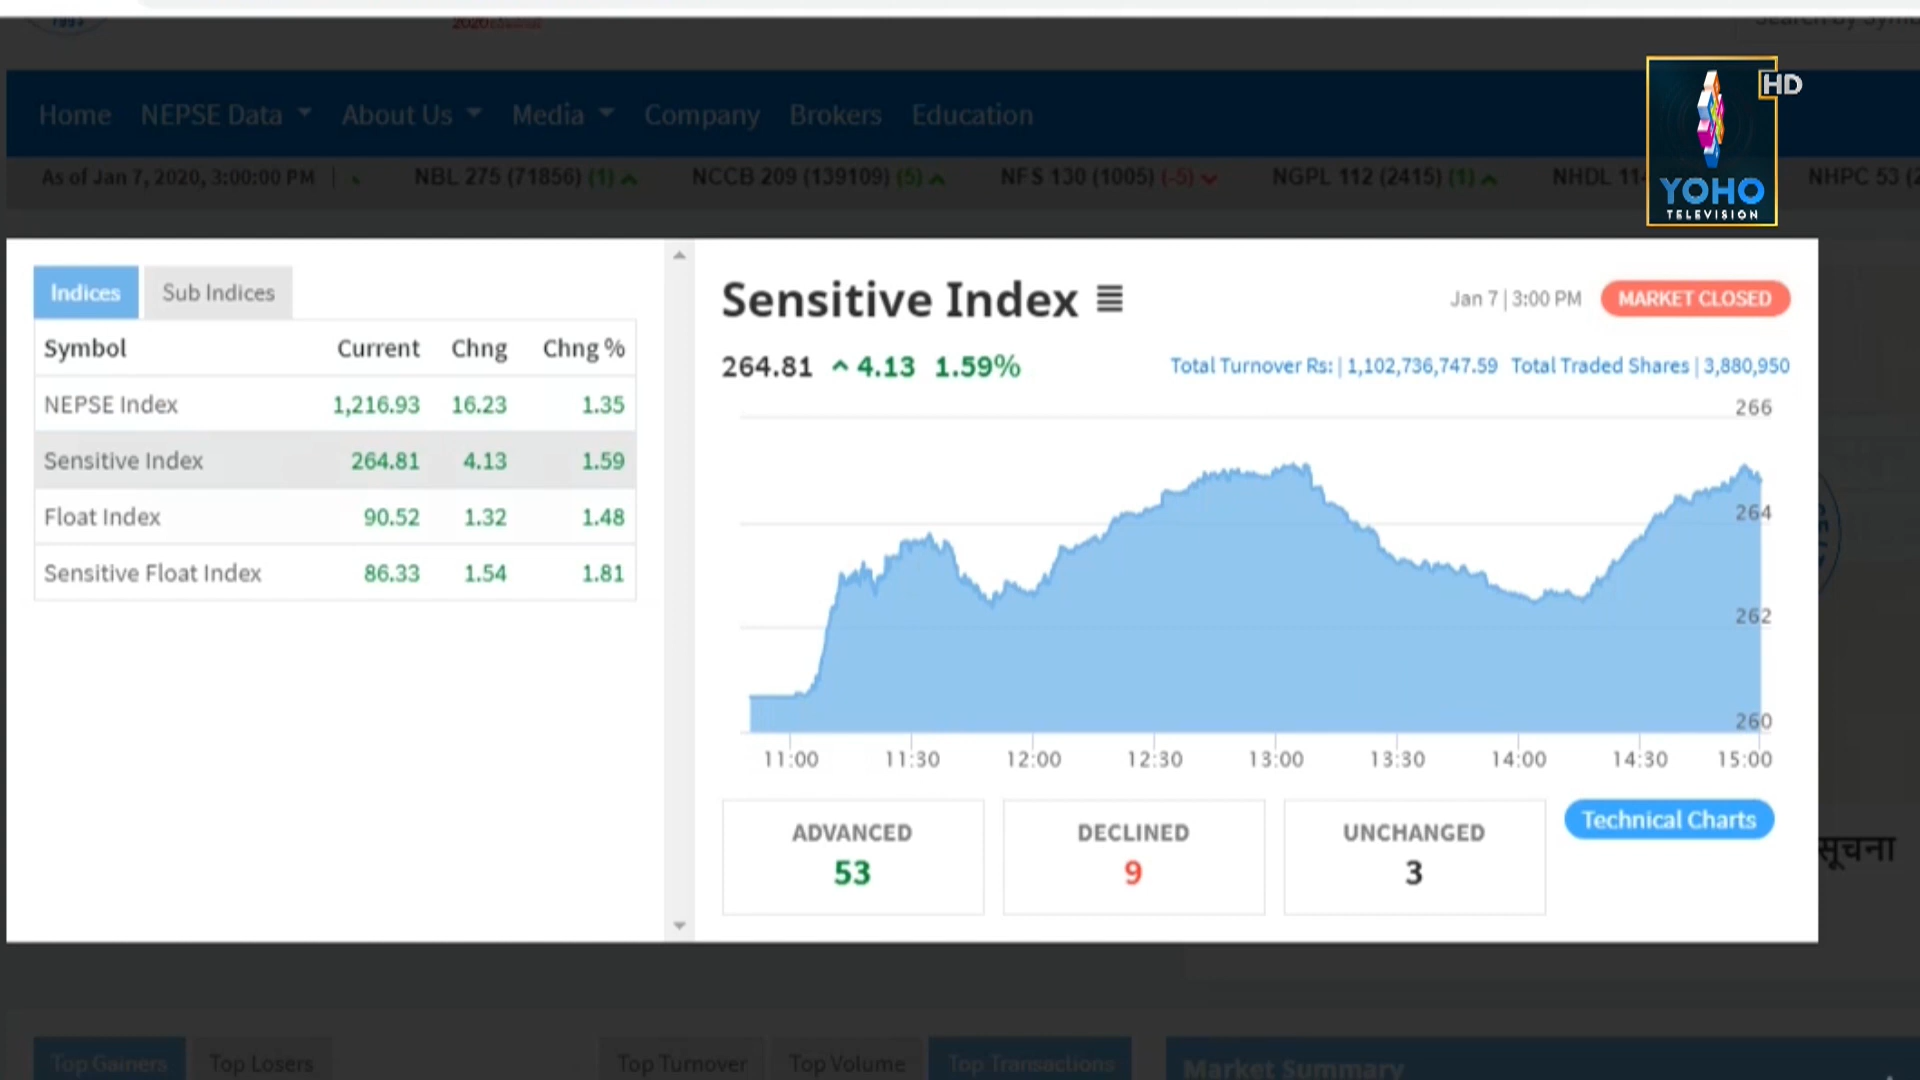 1993
HD
Home NEPSE Data About Us Media Company Brokers Education
YOHO
TELEVISION
As of Jan 7, 2020, 3:00:00 PM | NBL 275 (71856) (1) NCCB 209 (139109) (5) NFS 130 (1005) (-5) NGPL 112 (2415) (1) NHDL NHPC 53
Indices Sub Indices
Symbol Current Chng Chng %
NEPSE Index 1,216.93 16.23 1.35
Sensitive Index 264.81 4.13 1.59
Float Index 90.52 1.32 1.48
Sensitive Float Index 86.33 1.54 1.81
Sensitive Index
Jan 7 | 3:00 PM MARKET CLOSED
264.81 4.13 1.59%
Total Turnover Rs: | 1,102,736,747.59 Total Traded Shares | 3,880,950
266
264
262
260
11:00 11:30 12:00 12:30 13:00 13:30 14:00 14:30 15:00
ADVANCED
53
DECLINED
9
UNCHANGED
3
Technical Charts
सूचना
Top Gainers Top Losers Top Turnover Top Volume Top Transactions Market Summary